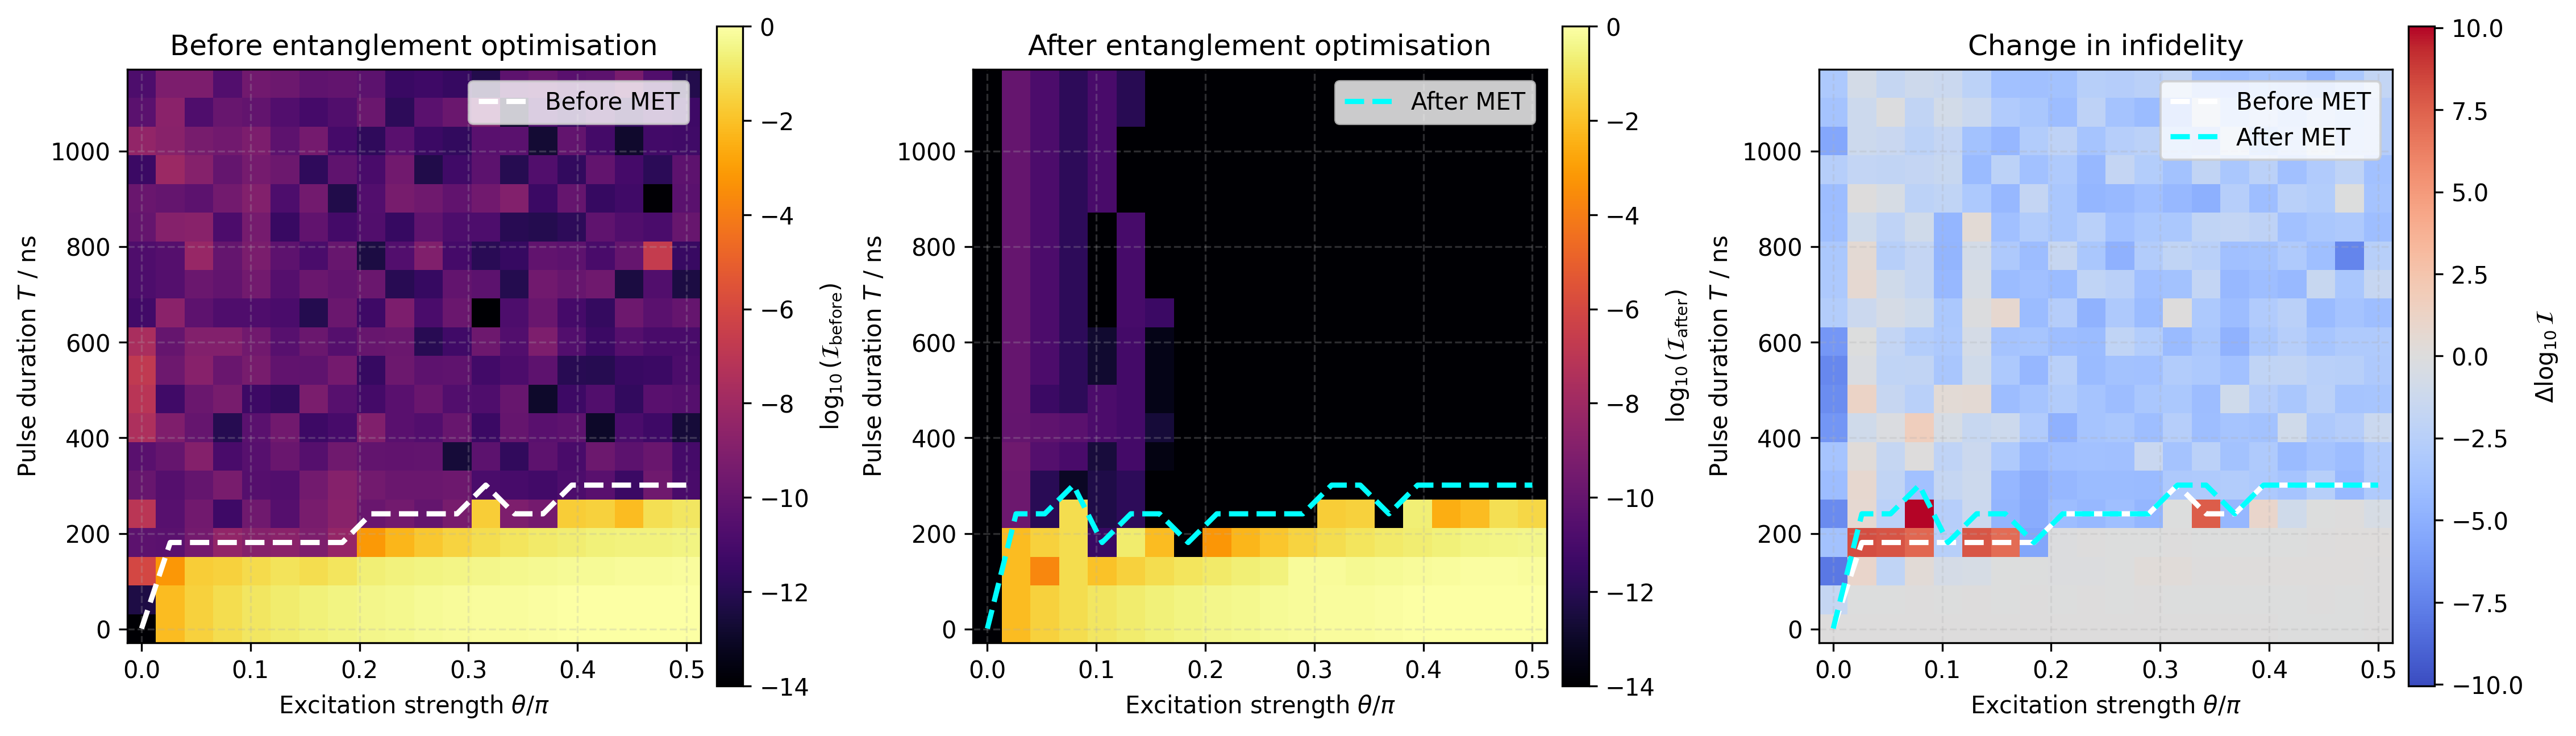 Before entanglement optimisation
Before MET
Pulse duration T / ns
1000
800
600
400
200
0
0.0 0.1 0.2 0.3 0.4 0.5
Excitation strength θ/π
0
−2
−4
−6
−8
−10
−12
−14
log₁₀(ℐ_before)
After entanglement optimisation
After MET
Pulse duration T / ns
1000
800
600
400
200
0
0.0 0.1 0.2 0.3 0.4 0.5
Excitation strength θ/π
0
−2
−4
−6
−8
−10
−12
−14
log₁₀(ℐ_after)
Change in infidelity
Before MET
After MET
Pulse duration T / ns
1000
800
600
400
200
0
0.0 0.1 0.2 0.3 0.4 0.5
Excitation strength θ/π
10.0
7.5
5.0
2.5
0.0
−2.5
−5.0
−7.5
−10.0
Δlog₁₀ ℐ